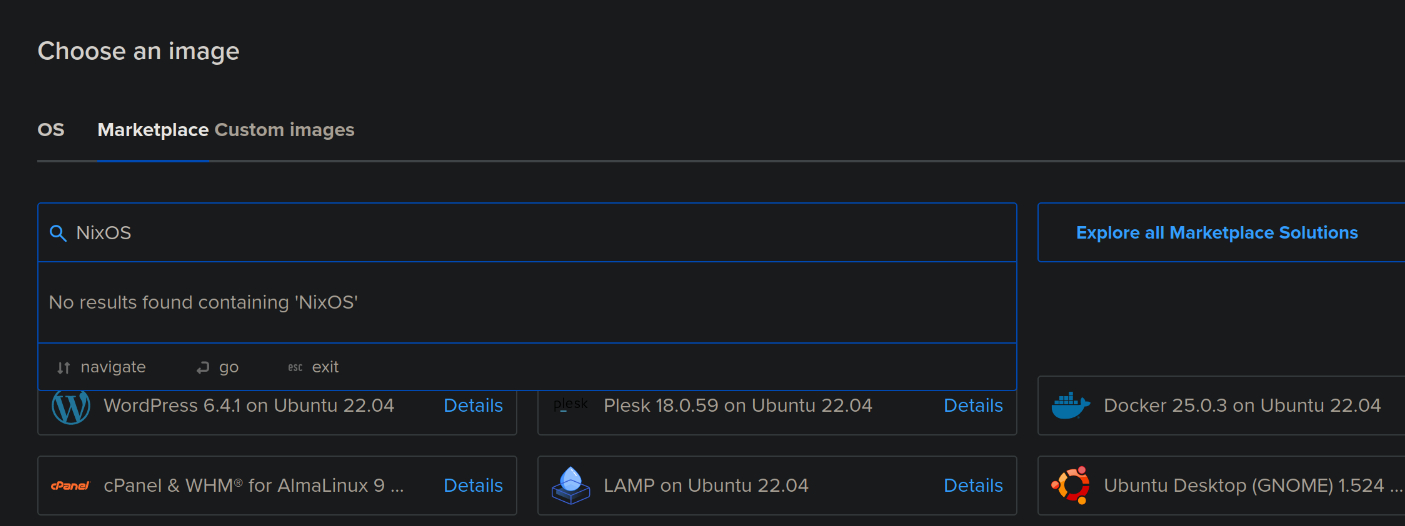 Choose an image
OS Marketplace Custom images
NixOS
Explore all Marketplace Solutions
No results found containing 'NixOS'
navigate go esc exit
WordPress 6.4.1 on Ubuntu 22.04 Details
plesk Plesk 18.0.59 on Ubuntu 22.04 Details
Docker 25.0.3 on Ubuntu 22.04
cPanel cPanel & WHM® for AlmaLinux 9 ... Details
LAMP on Ubuntu 22.04 Details
Ubuntu Desktop (GNOME) 1.524 ...